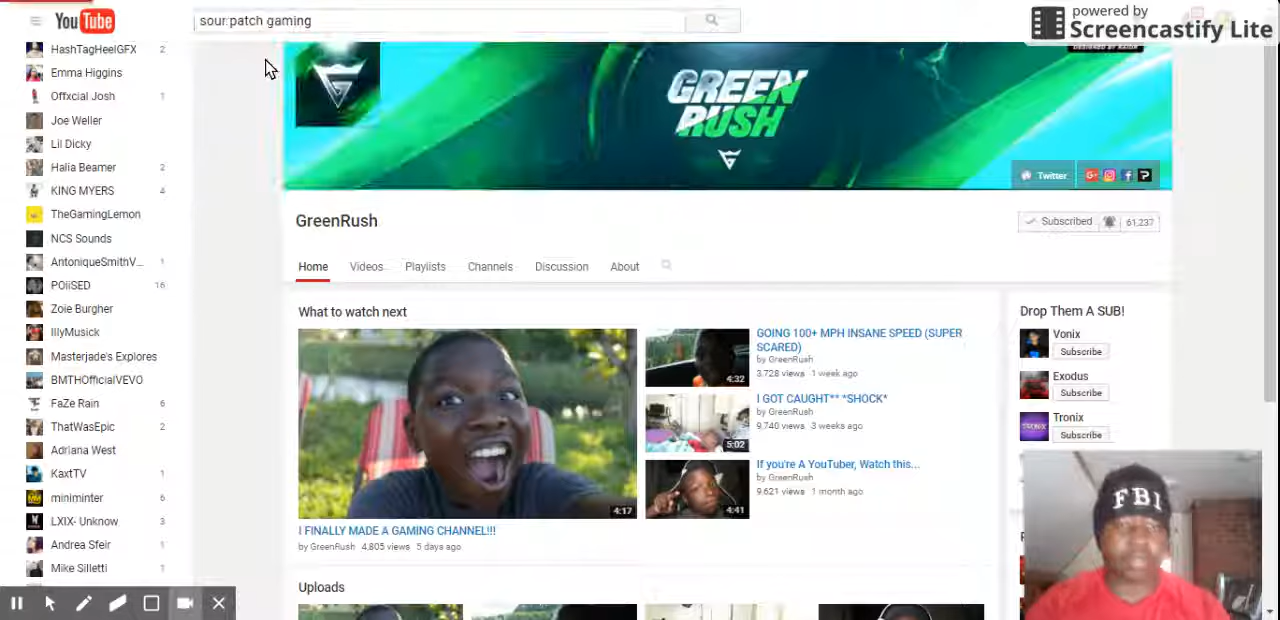 YouTube
sour:patch gaming
powered by
Screencastify Lite
HashTagHeelGFX 2
Emma Higgins
Offxcial Josh 1
Joe Weller
Lil Dicky
Halia Beamer 2
KING MYERS 4
TheGamingLemon
NCS Sounds
AntoniqueSmithV... 1
POliSED 16
Zoie Burgher
IllyMusick
Masterjade's Explores
BMTHOfficialVEVO
FaZe Rain 6
ThatWasEpic 2
Adriana West
KaxtTV 1
miniminter 6
LXIX- Unknow 3
Andrea Sfeir 1
Mike Silletti 1
DESIGNED BY
GREEN
RUSH
Twitter
GreenRush
Subscribed 61,237
Home Videos Playlists Channels Discussion About
What to watch next
4:17
I FINALLY MADE A GAMING CHANNEL!!!
by GreenRush 4,805 views 5 days ago
4:32
GOING 100+ MPH INSANE SPEED (SUPER
SCARED)
by GreenRush
3,728 views 1 week ago
5:02
I GOT CAUGHT** *SHOCK*
by GreenRush
9,740 views 3 weeks ago
4:41
If you're A YouTuber, Watch this...
by GreenRush
9,621 views 1 month ago
Uploads
Drop Them A SUB!
Vonix
Subscribe
Exodus
Subscribe
Tronix
Subscribe
FBI